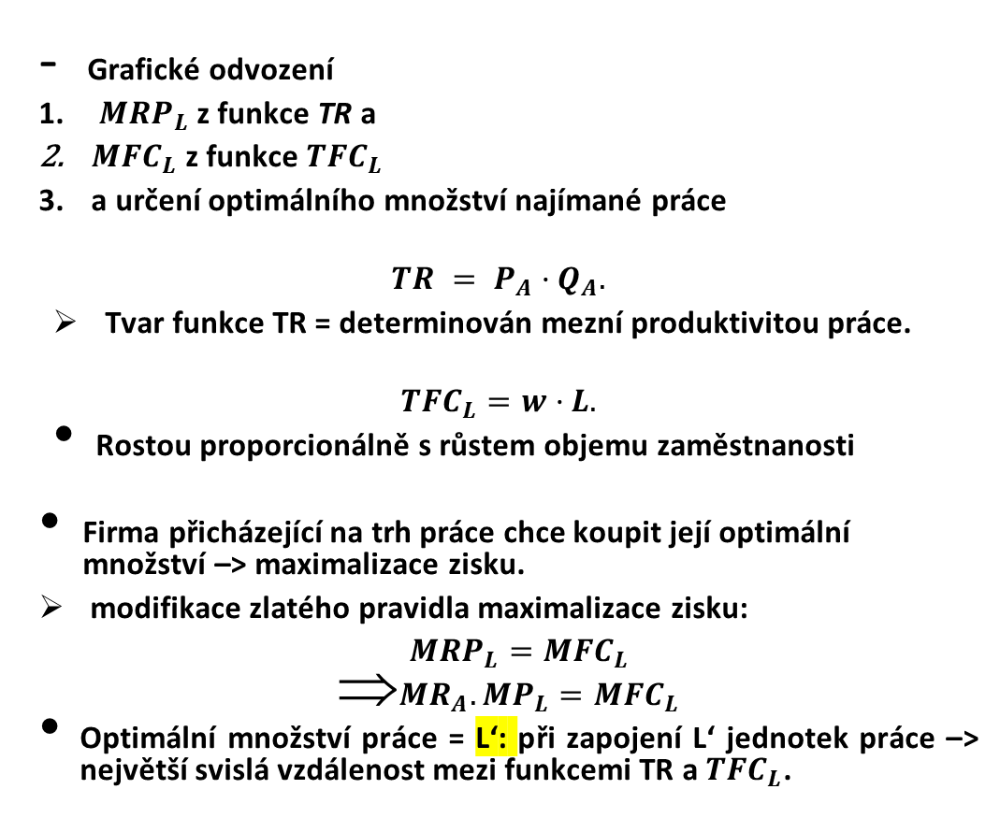 - Grafické odvození
1. MRP_L z funkce TR a
2. MFC_L z funkce TFC_L
3. a určení optimálního množství najímané práce
TR = P_A · Q_A.
➢ Tvar funkce TR = determinován mezní produktivitou práce.
TFC_L = w · L.
• Rostou proporcionálně s růstem objemu zaměstnanosti
• Firma přicházející na trh práce chce koupit její optimální
množství –> maximalizace zisku.
➢ modifikace zlatého pravidla maximalizace zisku:
MRP_L = MFC_L
⟹ MR_A. MP_L = MFC_L
• Optimální množství práce = L‘: při zapojení L‘ jednotek práce –>
největší svislá vzdálenost mezi funkcemi TR a TFC_L.